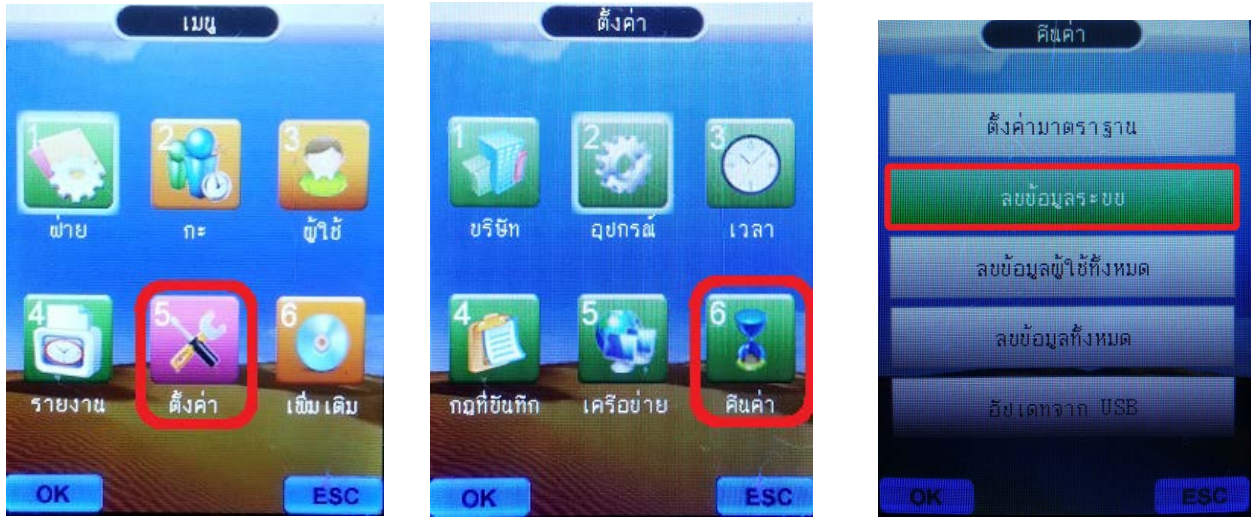 เมนู
1 2 3
ฝ่าย กะ ผู้ใช้
4 5 6
รายงาน ตั้งค่า เพิ่มเติม
OK ESC
ตั้งค่า
1 2 3
บริษัท อุปกรณ์ เวลา
4 5 6
กฎที่บันทึก เครือข่าย คืนค่า
OK ESC
คืนค่า
ตั้งค่ามาตราฐาน
ลบข้อมูลระบบ
ลบข้อมูลผู้ใช้ทั้งหมด
ลบข้อมูลทั้งหมด
อัปเดทจาก USB
OK ESC